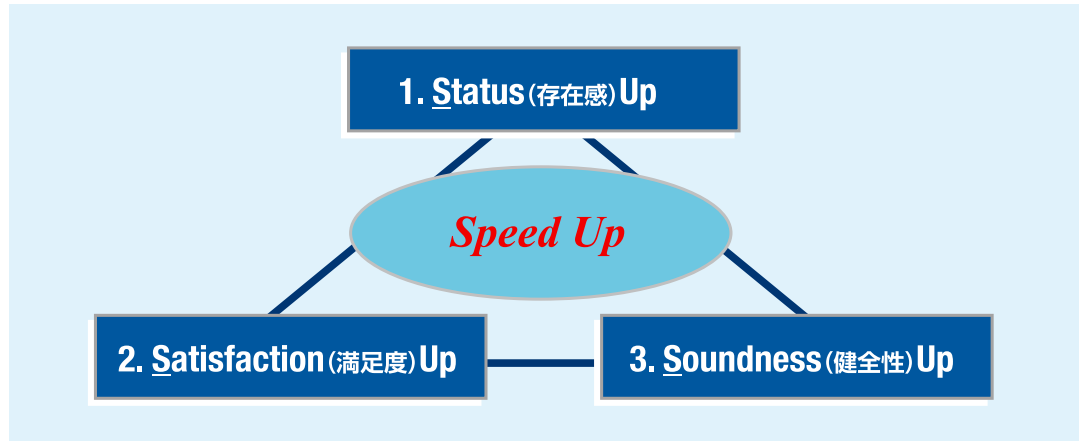 1. Status(存在感)Up
Speed Up
2. Satisfaction(満足度)Up
3. Soundness(健全性)Up